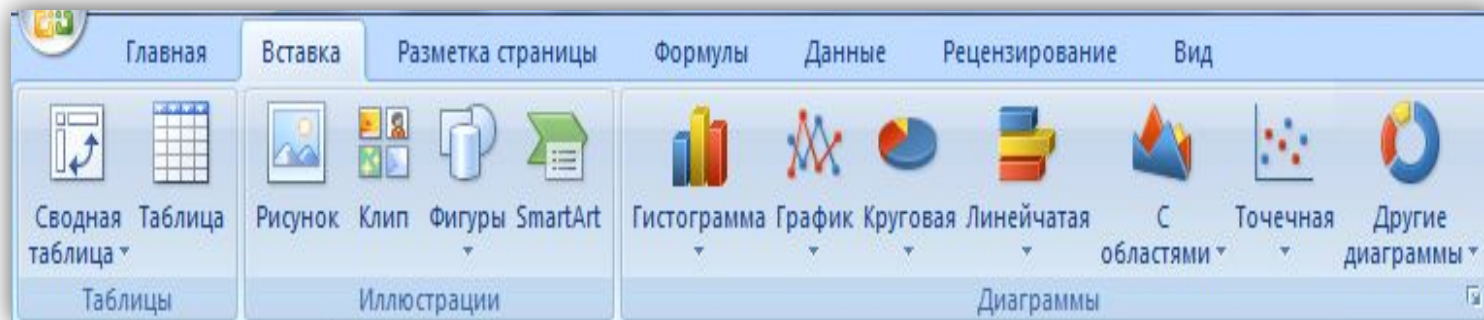 Главная Вставка Разметка страницы Формулы Данные Рецензирование Вид
Сводная Таблица Рисунок Клип Фигуры SmartArt Гистограмма График Круговая Линейчатая С Точечная Другие
таблица областями диаграммы
Таблицы Иллюстрации Диаграммы